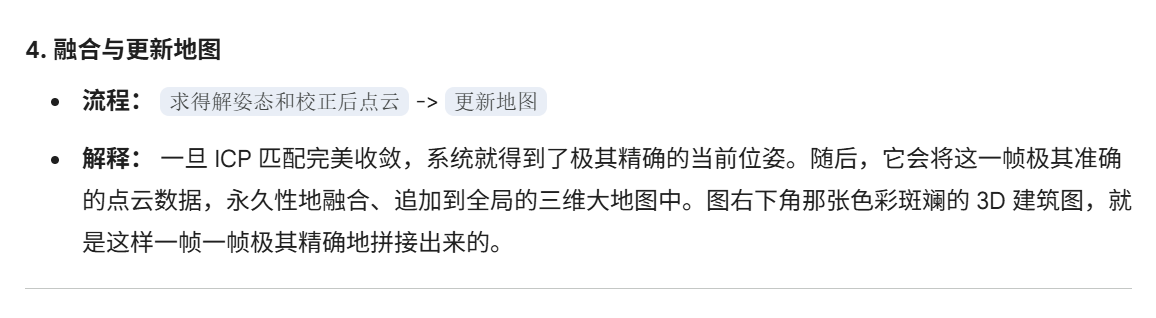 4. 融合与更新地图
流程： 求得解姿态和校正后点云 -> 更新地图
解释： 一旦 ICP 匹配完美收敛，系统就得到了极其精确的当前位姿。随后，它会将这一帧极其准确
的点云数据，永久性地融合、追加到全局的三维大地图中。图右下角那张色彩斑斓的 3D 建筑图，就
是这样一帧一帧极其精确地拼接出来的。